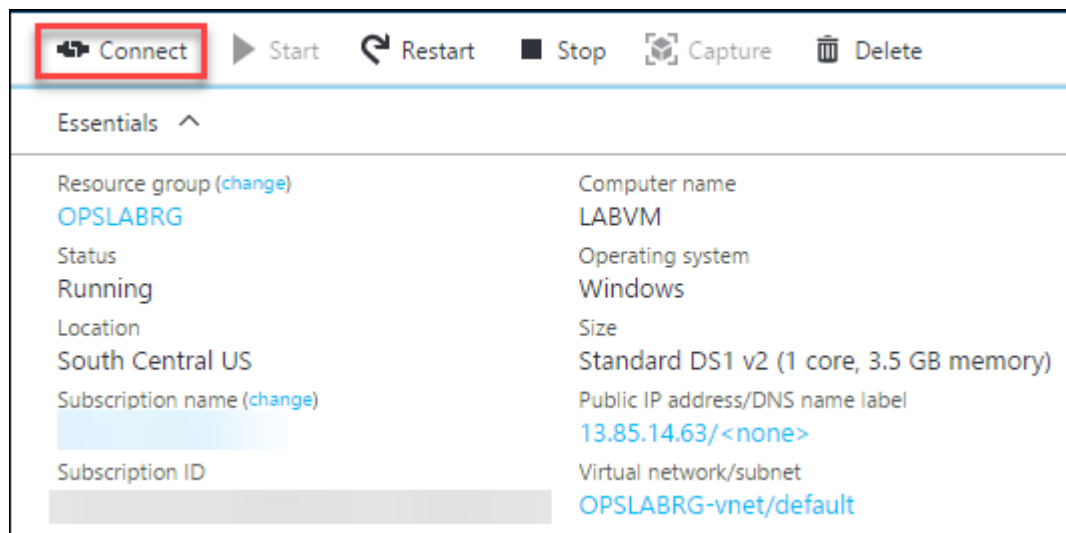 Connect Start Restart Stop Capture Delete
Essentials
Resource group (change)
OPSLABRG
Status
Running
Location
South Central US
Subscription name (change)
Subscription ID
Computer name
LABVM
Operating system
Windows
Size
Standard DS1 v2 (1 core, 3.5 GB memory)
Public IP address/DNS name label
13.85.14.63/<none>
Virtual network/subnet
OPSLABRG-vnet/default